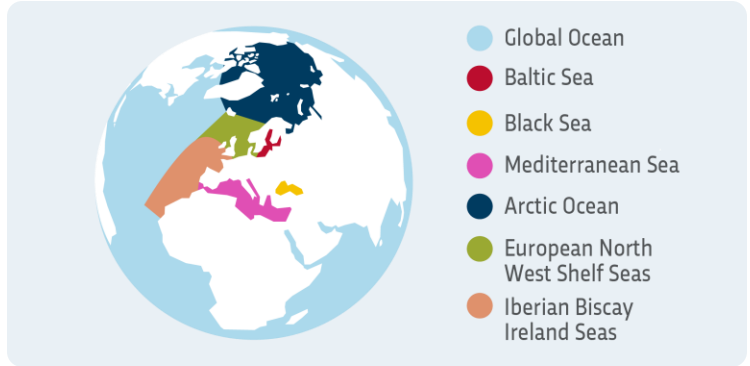 Global Ocean
Baltic Sea
Black Sea
Mediterranean Sea
Arctic Ocean
European North
West Shelf Seas
Iberian Biscay
Ireland Seas